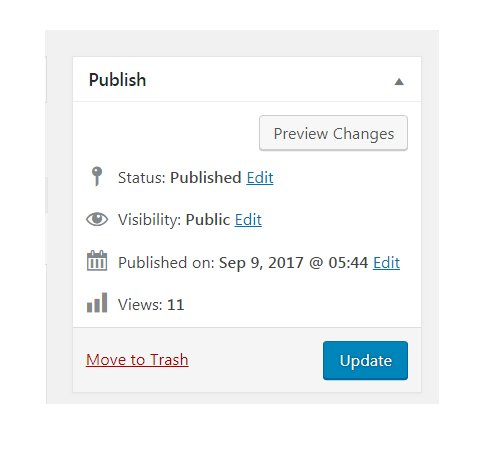 Publish
Preview Changes
Status: Published Edit
Visibility: Public Edit
Published on: Sep 9, 2017 @ 05:44 Edit
Views: 11
Move to Trash Update